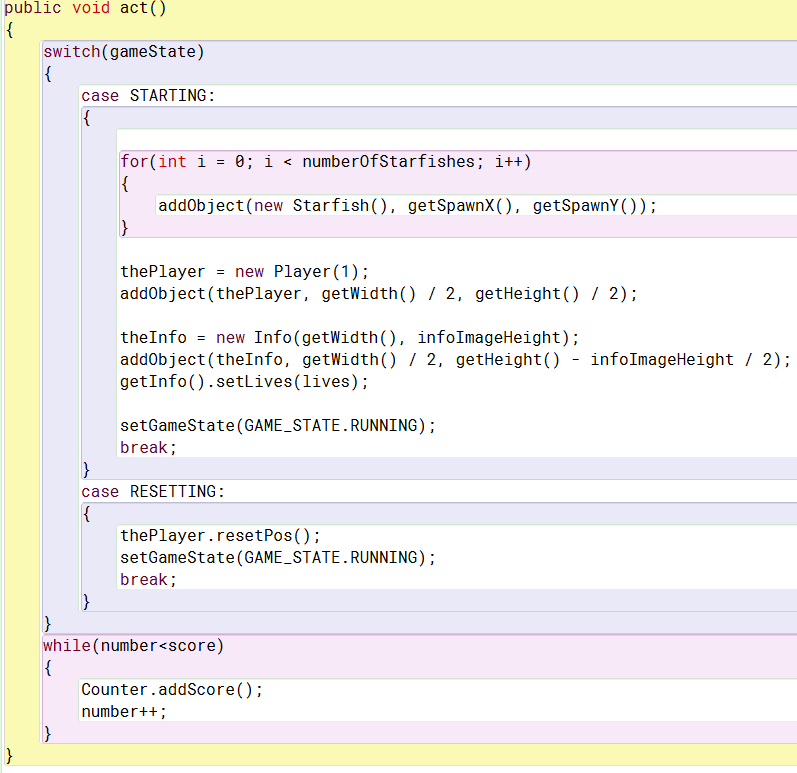 public void act()
{
switch(gameState)
{
case STARTING:
{
for(int i = 0; i < numberOfStarfishes; i++)
{
addObject(new Starfish(), getSpawnX(), getSpawnY());
}
thePlayer = new Player(1);
addObject(thePlayer, getWidth() / 2, getHeight() / 2);
theInfo = new Info(getWidth(), infoImageHeight);
addObject(theInfo, getWidth() / 2, getHeight() - infoImageHeight / 2);
getInfo().setLives(lives);
setGameState(GAME_STATE.RUNNING);
break;
}
case RESETTING:
{
thePlayer.resetPos();
setGameState(GAME_STATE.RUNNING);
break;
}
}
while(number<score)
{
Counter.addScore();
number++;
}
}